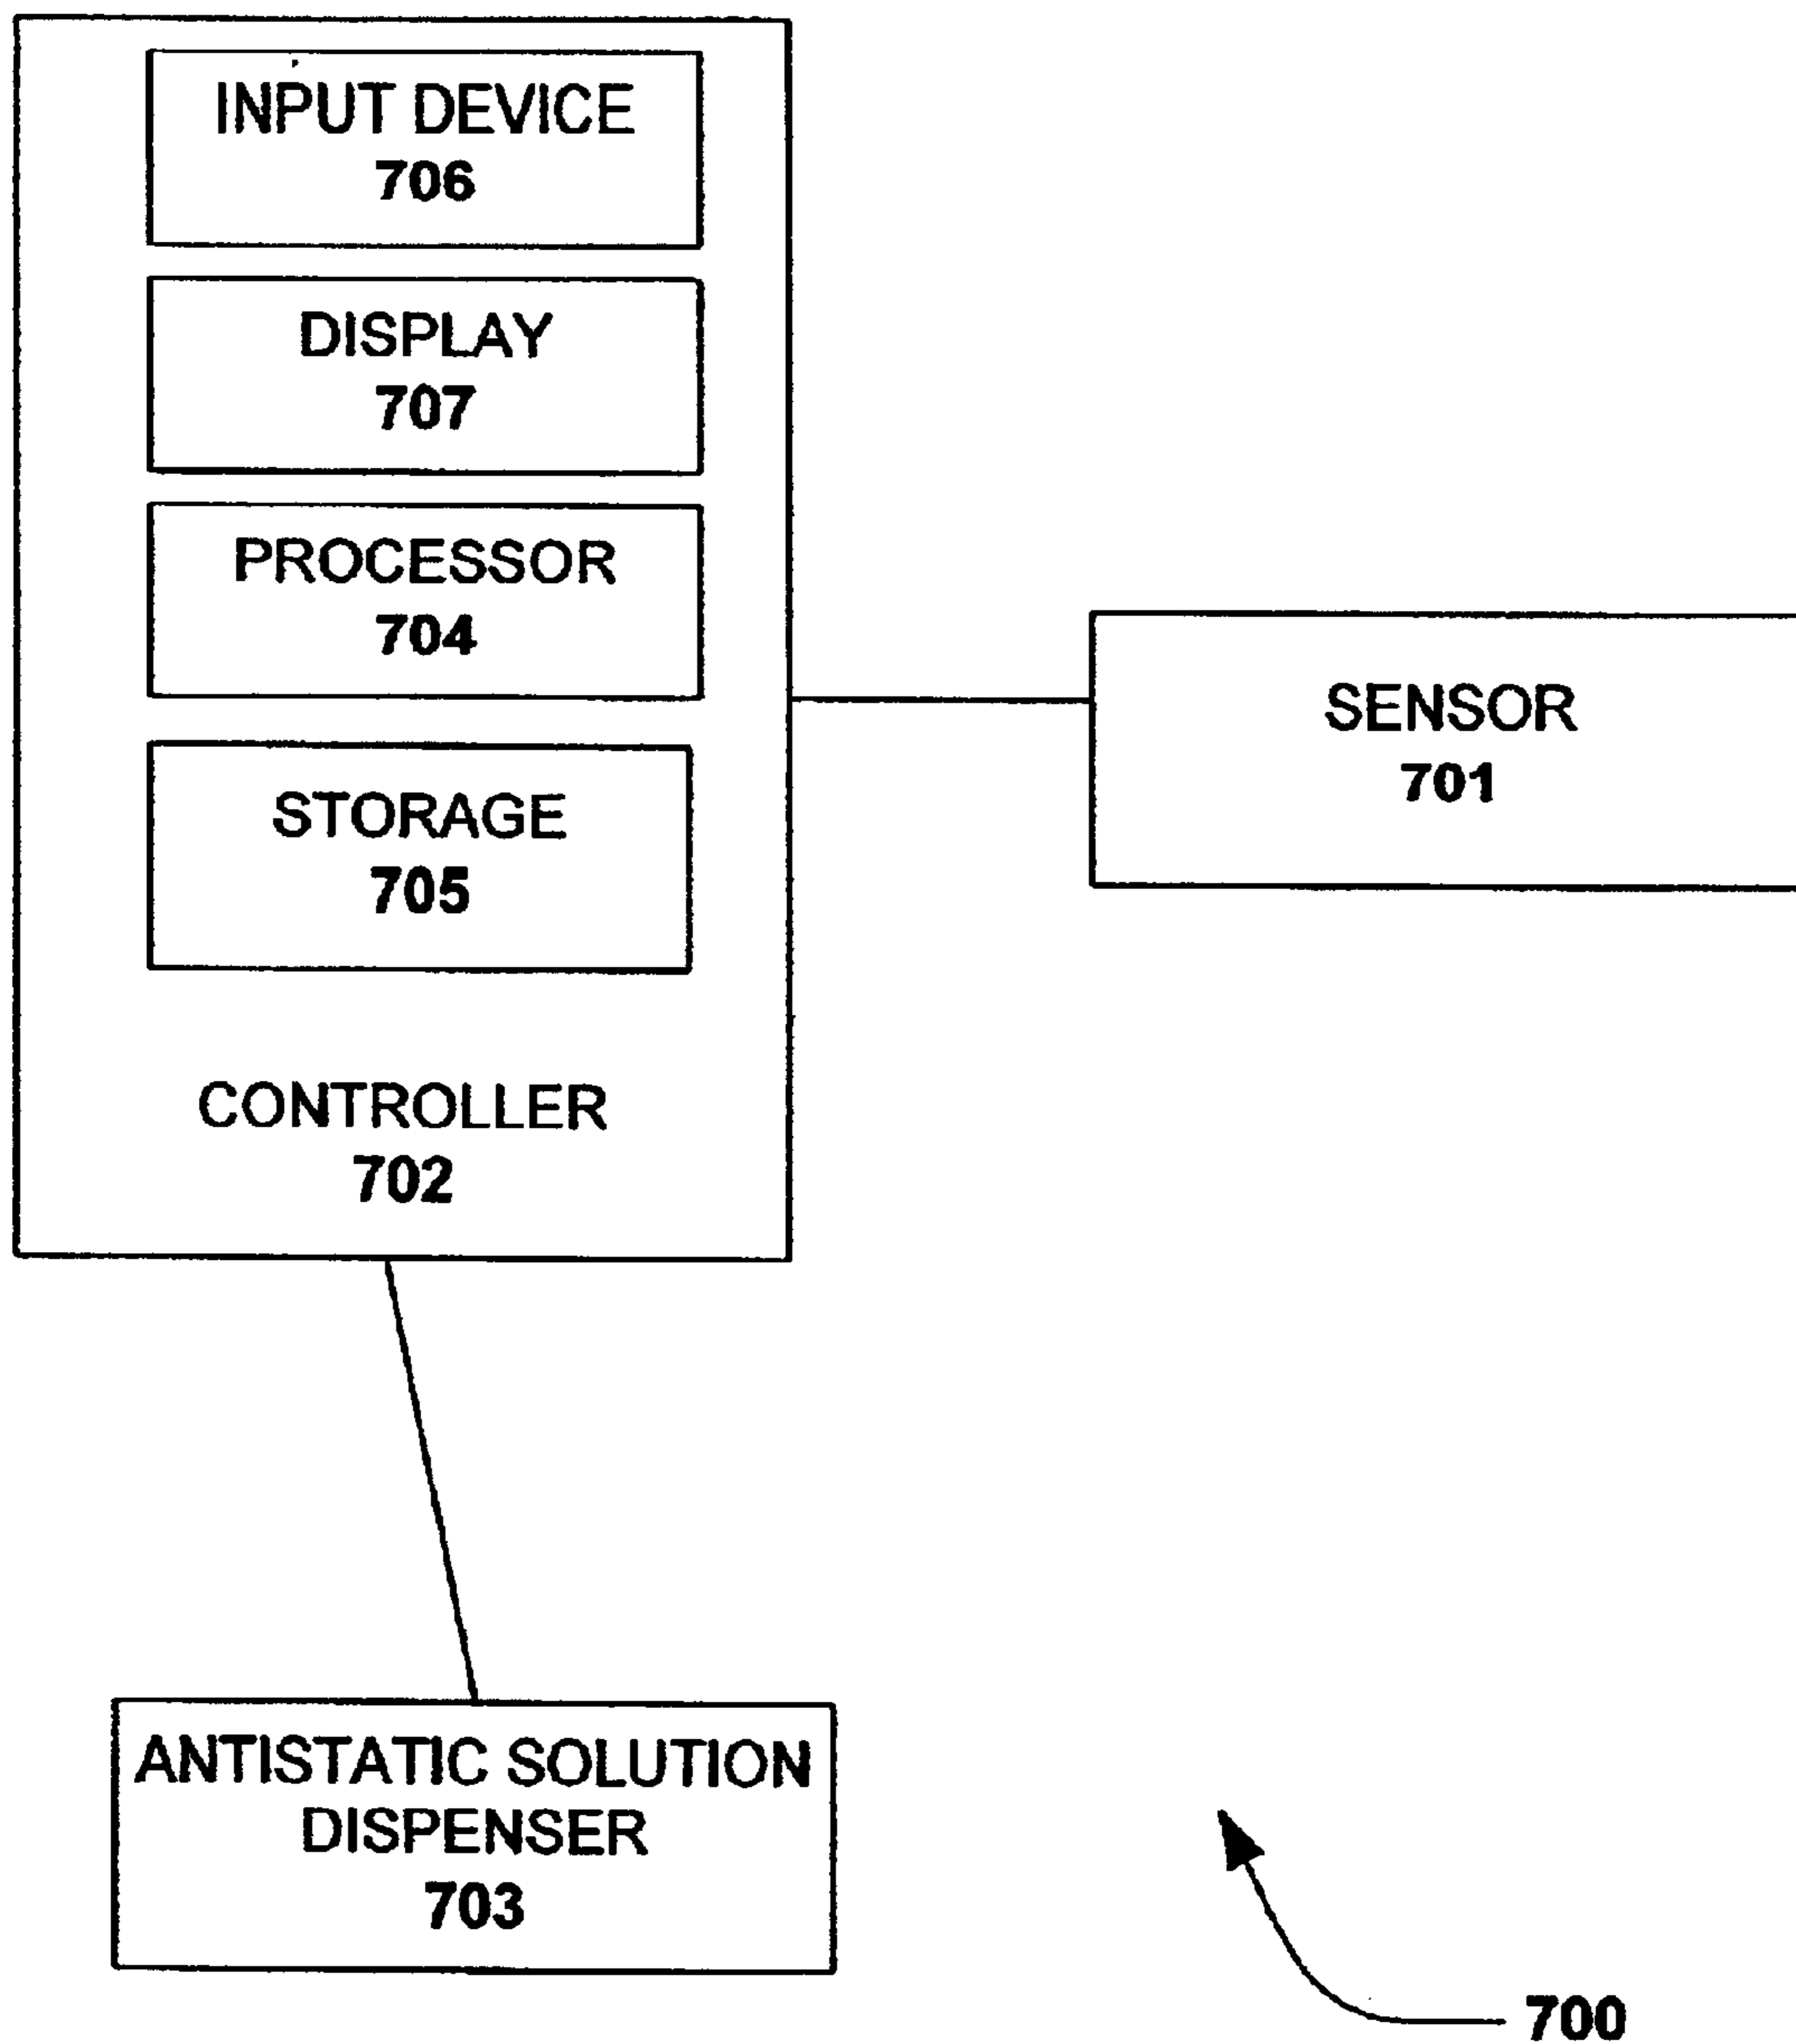 INPUT DEVICE
706
DISPLAY
707
PROCESSOR
704
STORAGE
705
CONTROLLER
702
SENSOR
701
ANTISTATIC SOLUTION
DISPENSER
703
700